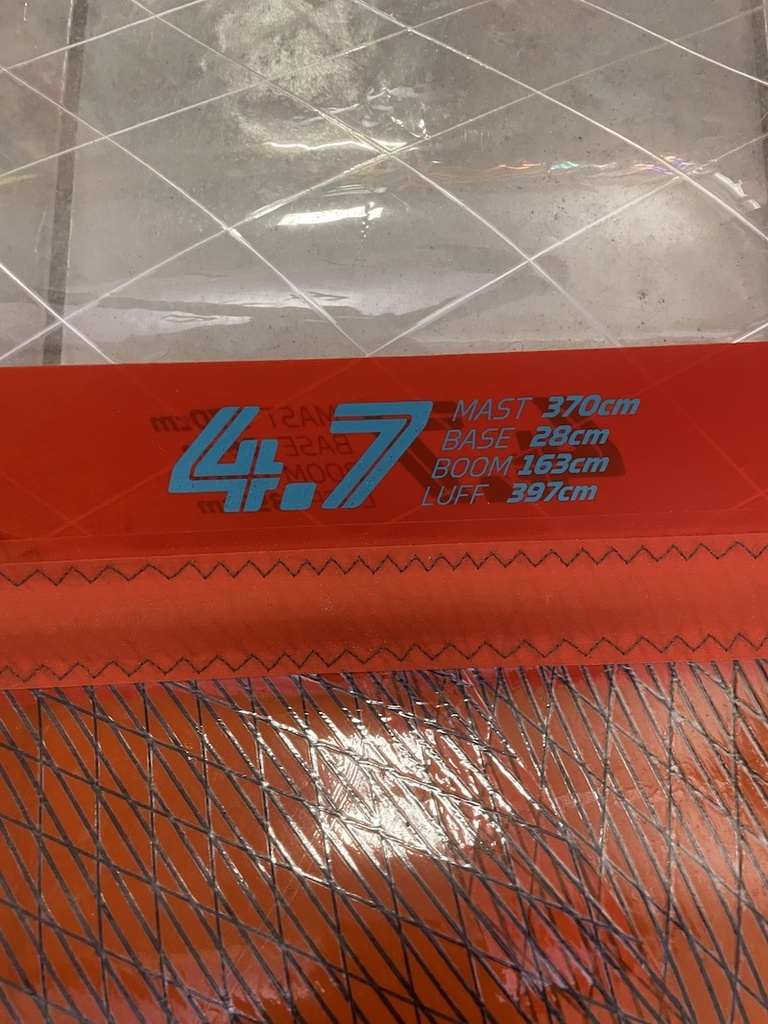 4.7
MAST 370cm
BASE 28cm
BOOM 163cm
LUFF 397cm